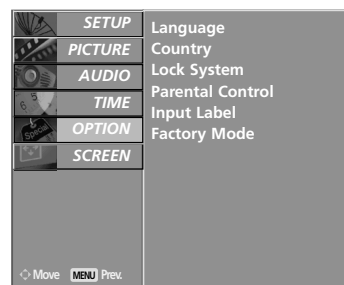 SETUP
PICTURE
AUDIO
TIME
OPTION
SCREEN
Language
Country
Lock System
Parental Control
Input Label
Factory Mode
Move MENU Prev.